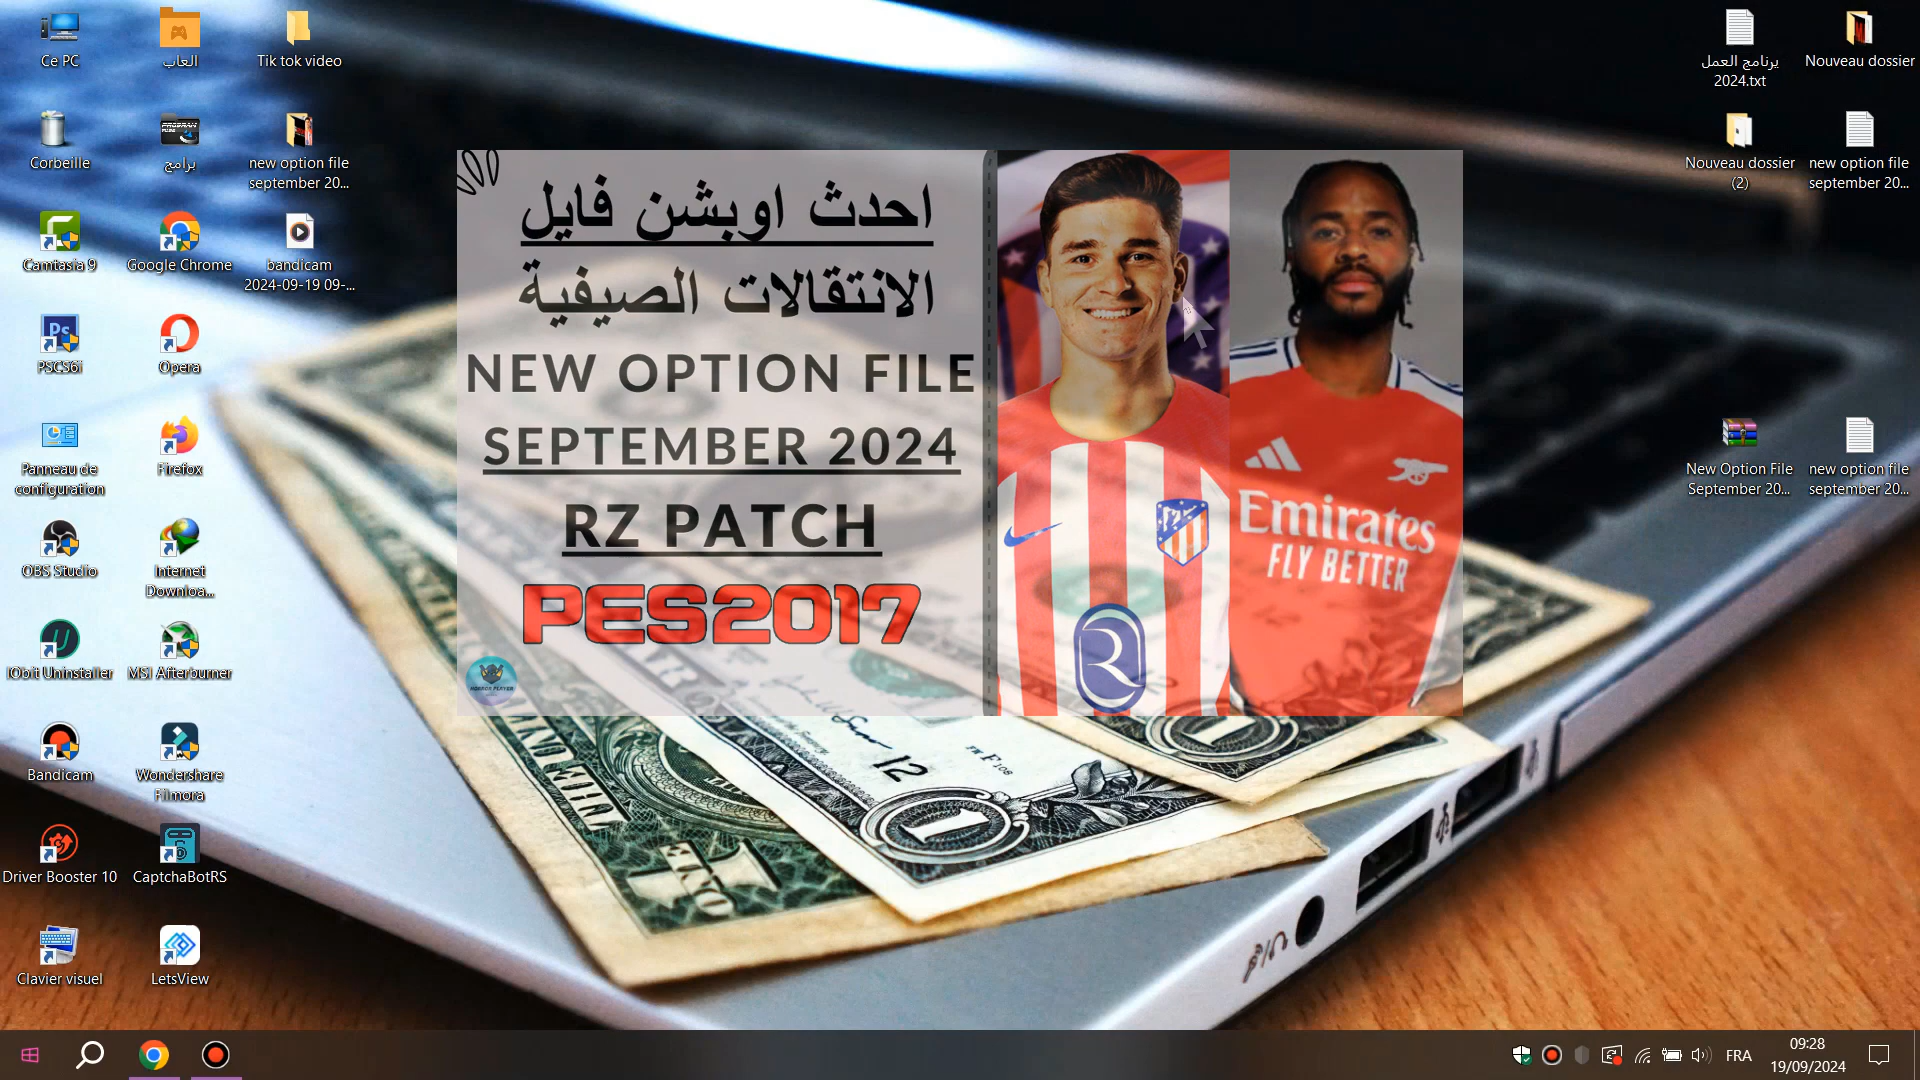 Ce PC
العاب
Tik tok video
Corbeille
برامج
new option file
september 20...
Camtasia 9
Google Chrome
bandicam
2024-09-19 09-...
PSCS6i
Opera
Panneau de
configuration
Firefox
OBS Studio
Internet
Downloa...
IObit Uninstaller
MSI Afterburner
Bandicam
Wondershare
Filmora
Driver Booster 10
CaptchaBotRS
Clavier visuel
LetsView
احدث اوبشن فايل
الانتقالات الصيفية
NEW OPTION FILE
SEPTEMBER 2024
RZ PATCH
PES2017
HORROR PLAYER
Emirates
FLY BETTER
12
F 108
برنامج العمل
2024.txt
Nouveau dossier
Nouveau dossier
(2)
new option file
september 20...
New Option File
September 20...
new option file
september 20...
FRA
09:28
19/09/2024